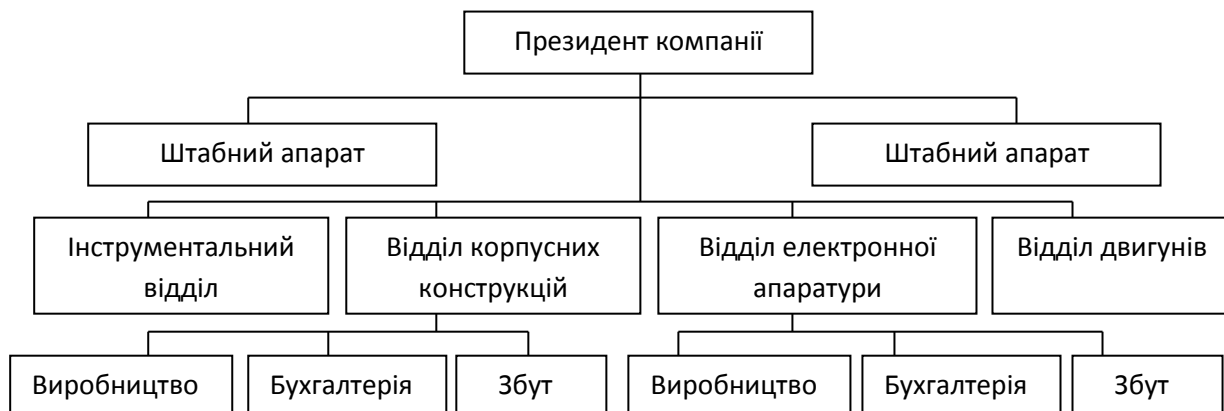 Президент компанії
Штабний апарат
Штабний апарат
Інструментальний
відділ
Відділ корпусних
конструкцій
Відділ електронної
апаратури
Відділ двигунів
Виробництво
Бухгалтерія
Збут
Виробництво
Бухгалтерія
Збут